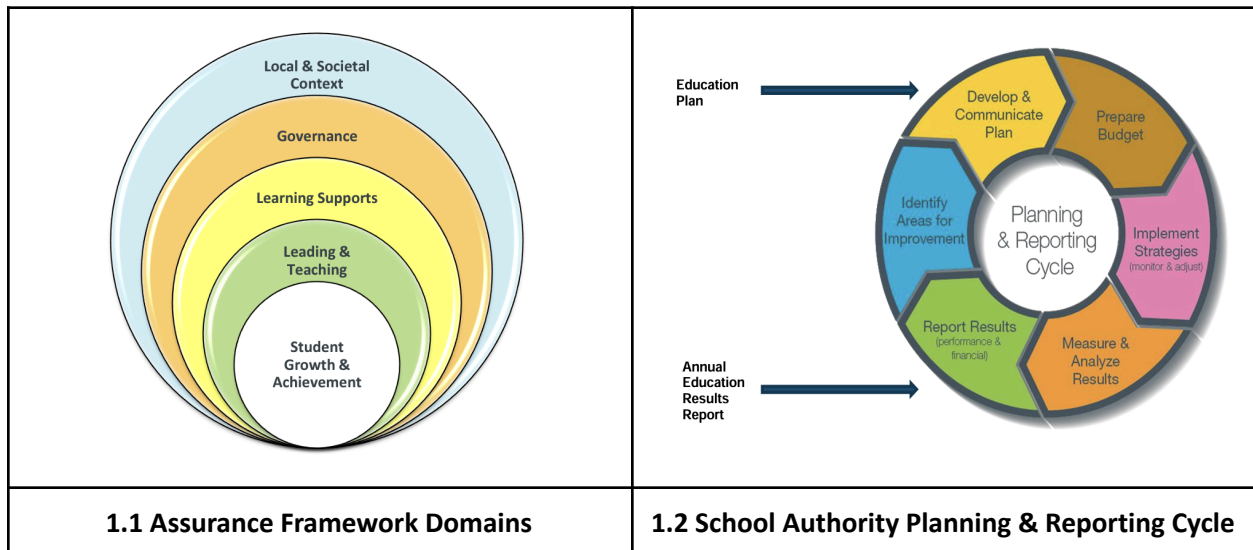 Local & Societal
Context
Governance
Learning Supports
Leading &
Teaching
Student
Growth &
Achievement
1.1 Assurance Framework Domains
Education
Plan
Develop &
Communicate
Plan
Prepare
Budget
Implement
Strategies
(monitor & adjust)
Measure &
Analyze
Results
Report Results
(performance &
financial)
Identify
Areas for
Improvement
Planning
& Reporting
Cycle
Annual
Education
Results
Report
1.2 School Authority Planning & Reporting Cycle